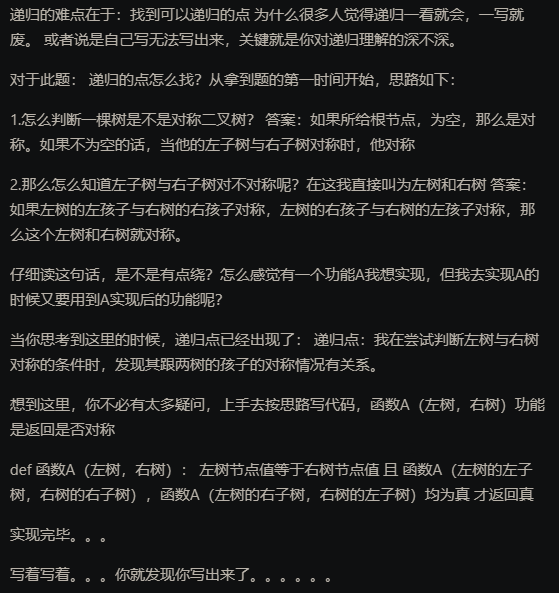 递归的难点在于：找到可以递归的点 为什么很多人觉得递归一看就会，一写就
废。 或者说是自己写无法写出来，关键就是你对递归理解的深不深。
对于此题： 递归的点怎么找？从拿到题的第一时间开始，思路如下：
1.怎么判断一棵树是不是对称二叉树？ 答案：如果所给根节点，为空，那么是对
称。如果不为空的话，当他的左子树与右子树对称时，他对称
2.那么怎么知道左子树与右子树对不对称呢？在这我直接叫为左树和右树 答案：
如果左树的左孩子与右树的右孩子对称，左树的右孩子与右树的左孩子对称，那
么这个左树和右树就对称。
仔细读这句话，是不是有点绕？怎么感觉有一个功能A我想实现，但我去实现A的
时候又要用到A实现后的功能呢？
当你思考到这里的时候，递归点已经出现了： 递归点：我在尝试判断左树与右树
对称的条件时，发现其跟两树的孩子的对称情况有关系。
想到这里，你不必有太多疑问，上手去按思路写代码，函数A（左树，右树）功能
是返回是否对称
def 函数A（左树，右树）： 左树节点值等于右树节点值 且 函数A（左树的左子
树，右树的右子树），函数A（左树的右子树，右树的左子树）均为真 才返回真
实现完毕。。。
写着写着。。。你就发现你写出来了。。。。。。